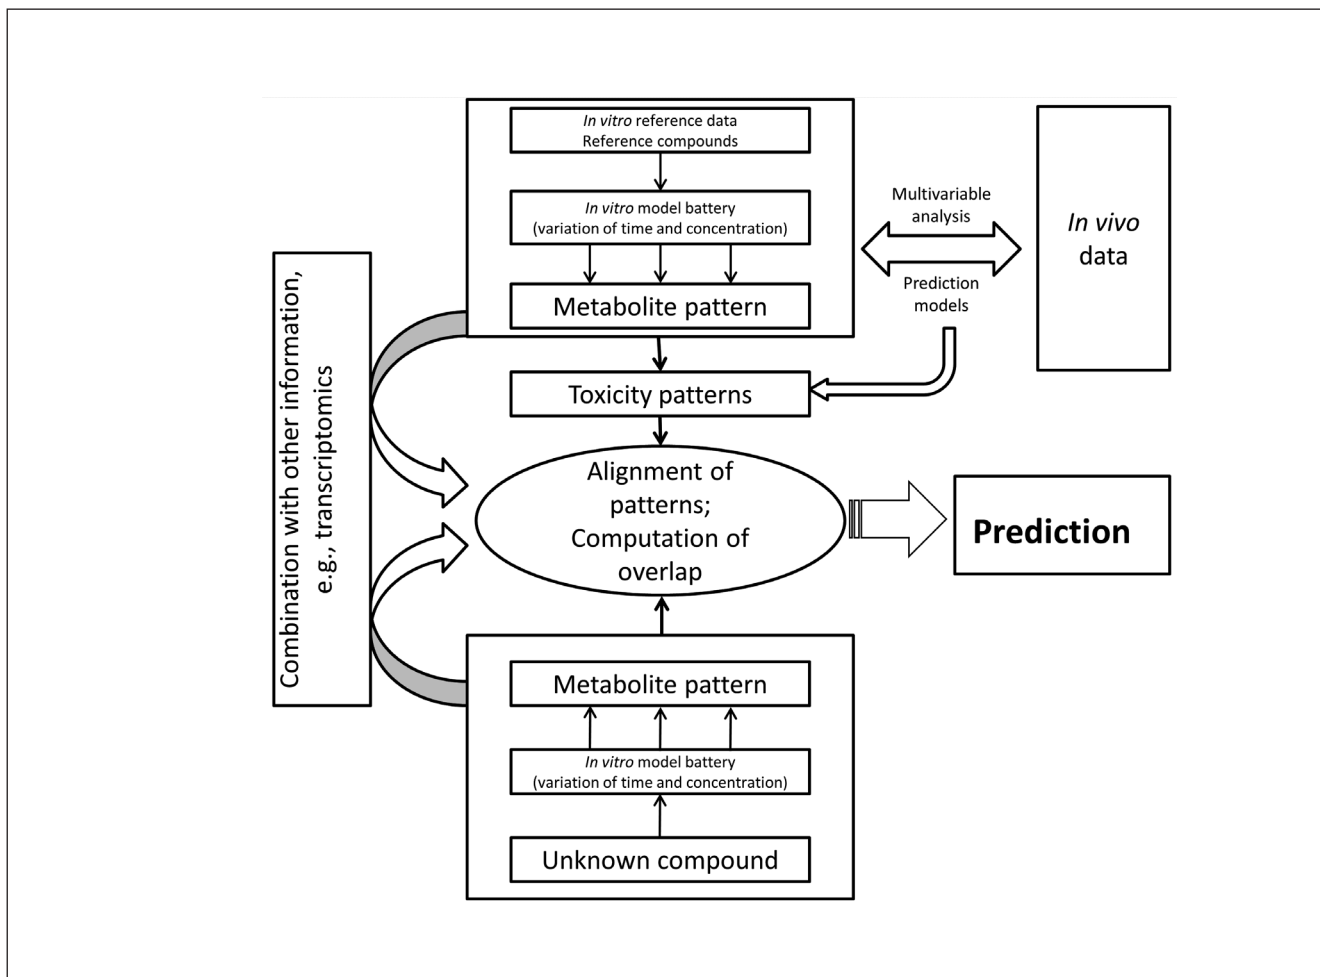 In vitro reference data
Reference compounds
In vitro model battery
(variation of time and concentration)
Metabolite pattern
Multivariable
analysis
Prediction
models
In vivo
data
Toxicity patterns
Combination with other information,
e.g., transcriptomics
Alignment of
patterns;
Computation of
overlap
Prediction
Metabolite pattern
In vitro model battery
(variation of time and concentration)
Unknown compound